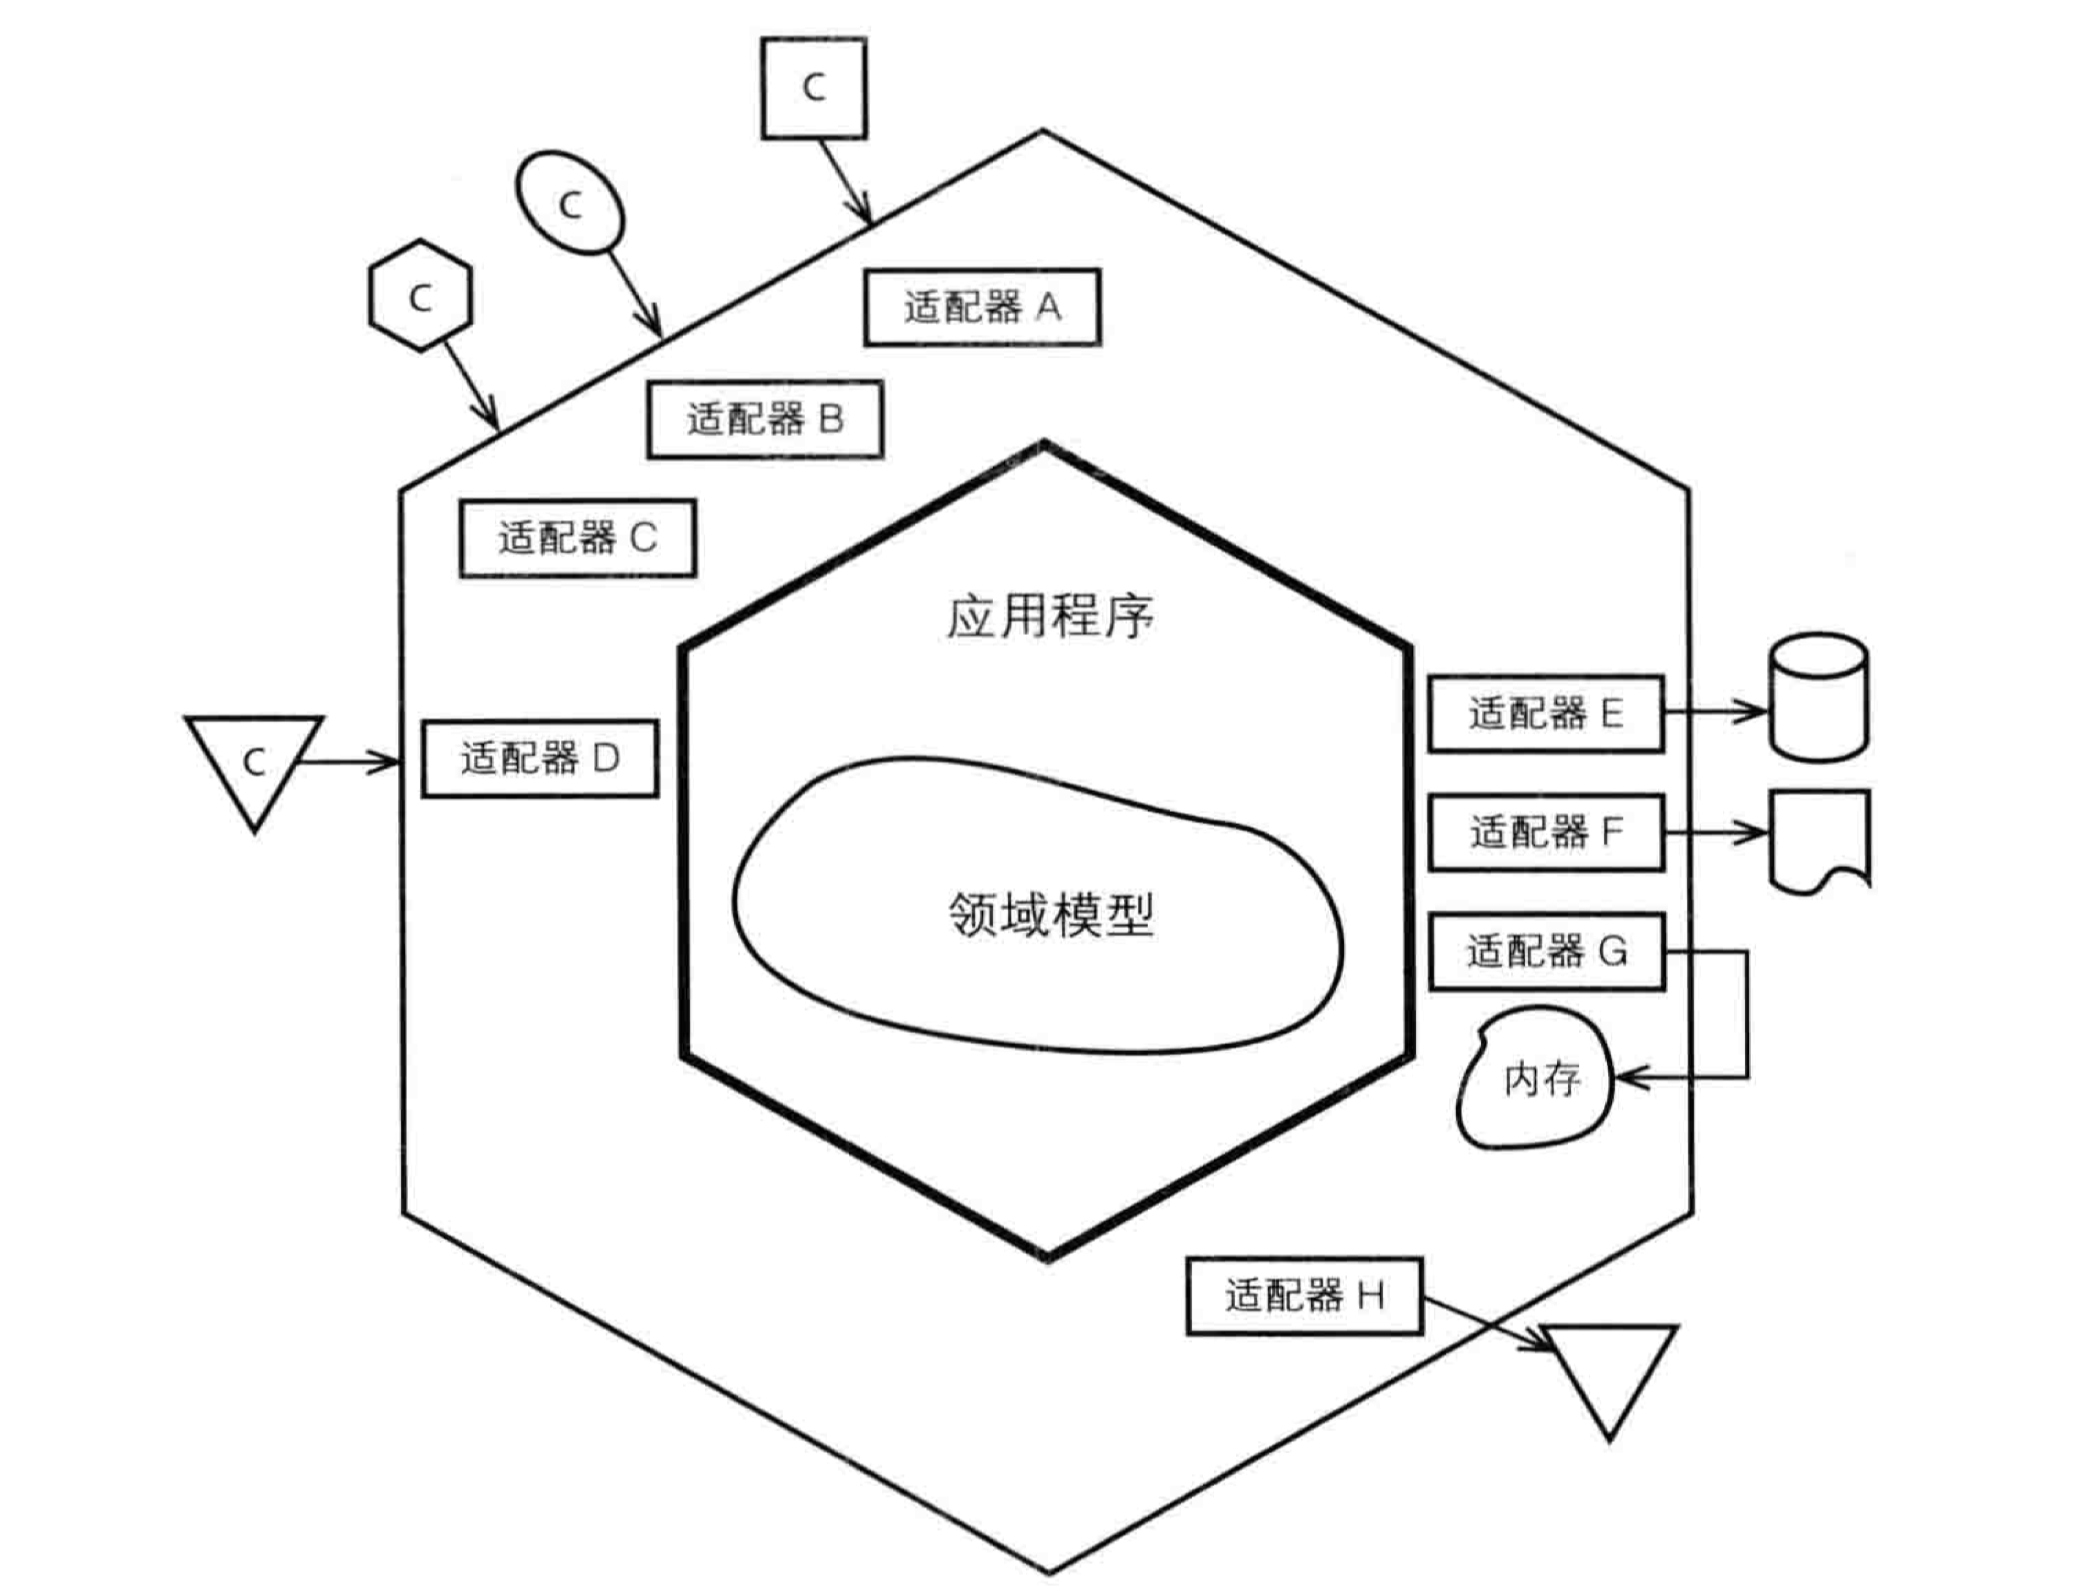 C
C
C
适配器 A
适配器 B
适配器 C
应用程序
适配器 E
C
适配器 D
适配器 F
领域模型
适配器 G
内存
适配器 H